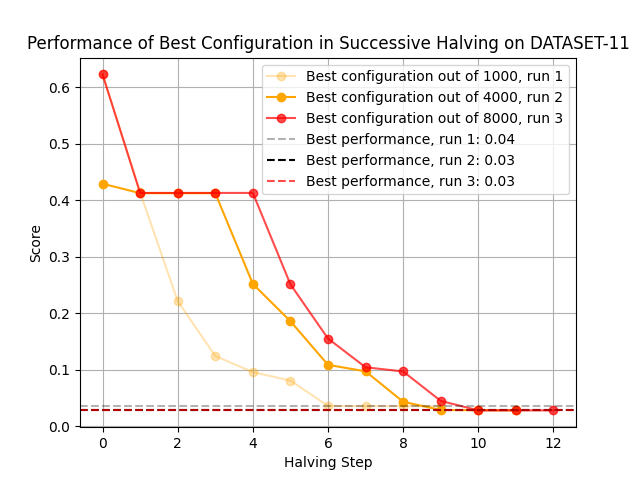 Performance of Best Configuration in Successive Halving on DATASET-11
Best configuration out of 1000, run 1
Best configuration out of 4000, run 2
Best configuration out of 8000, run 3
Best performance, run 1: 0.04
Best performance, run 2: 0.03
Best performance, run 3: 0.03
Score
0.6
0.5
0.4
0.3
0.2
0.1
0.0
0 2 4 6 8 10 12
Halving Step